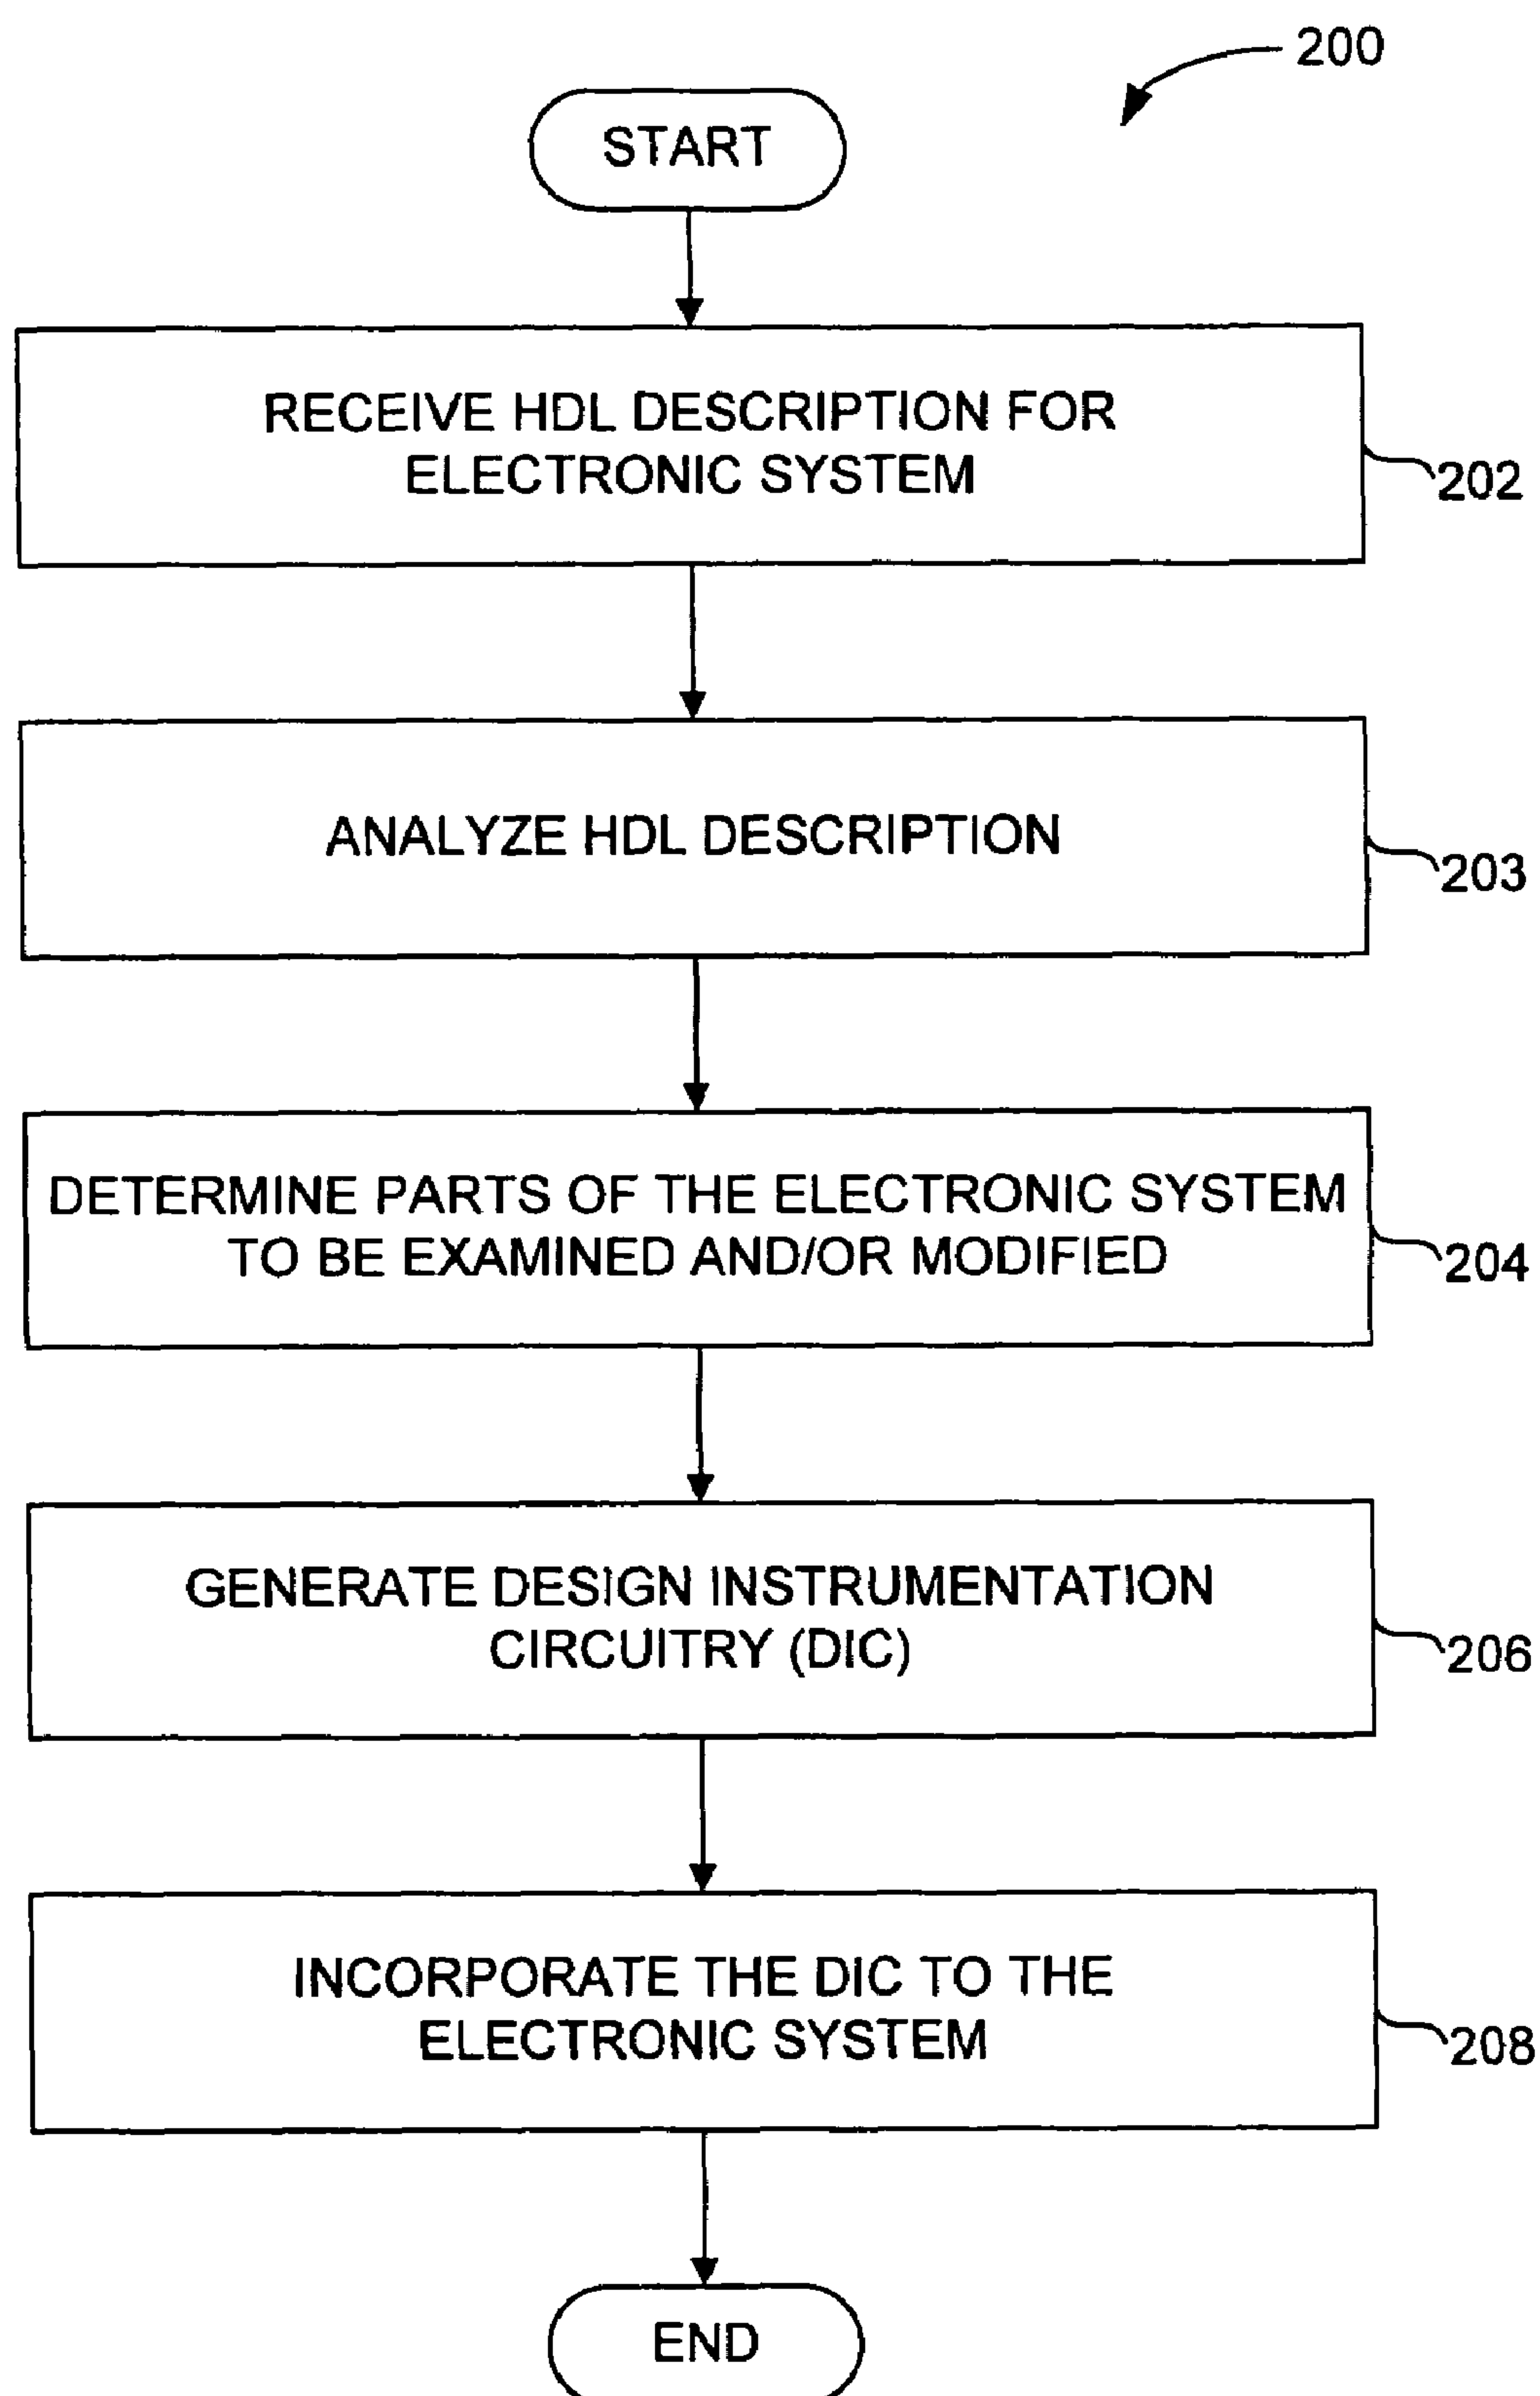 200
START
RECEIVE HDL DESCRIPTION FOR
ELECTRONIC SYSTEM
202
ANALYZE HDL DESCRIPTION
203
DETERMINE PARTS OF THE ELECTRONIC SYSTEM
TO BE EXAMINED AND/OR MODIFIED
204
GENERATE DESIGN INSTRUMENTATION
CIRCUITRY (DIC)
206
INCORPORATE THE DIC TO THE
ELECTRONIC SYSTEM
208
END